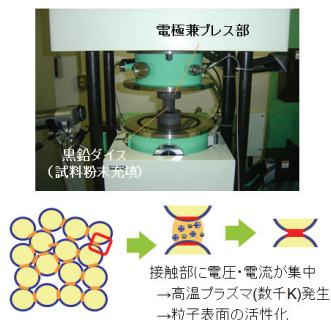 電極兼プレス部
黒鉛ダイス
(試料粉末充填)
接触部に電圧・電流が集中
→高温プラズマ(数千K)発生
→粒子表面の活性化